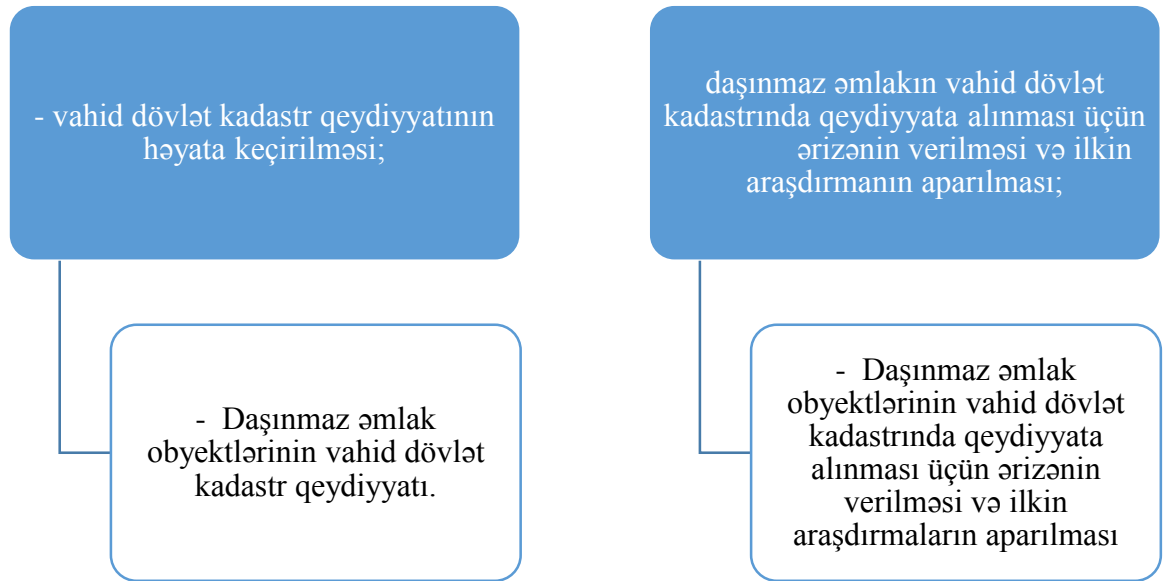 - vahid dövlət kadastr qeydiyyatının
həyata keçirilməsi;
- Daşınmaz əmlak
obyektlərinin vahid dövlət
kadastr qeydiyyatı.
daşınmaz əmlakın vahid dövlət
kadastrında qeydiyyata alınması üçün
ərizənin verilməsi və ilkin
araşdırmanın aparılması;
- Daşınmaz əmlak
obyektlərinin vahid dövlət
kadastrında qeydiyyata
alınması üçün ərizənin
verilməsi və ilkin
araşdırmaların aparılması